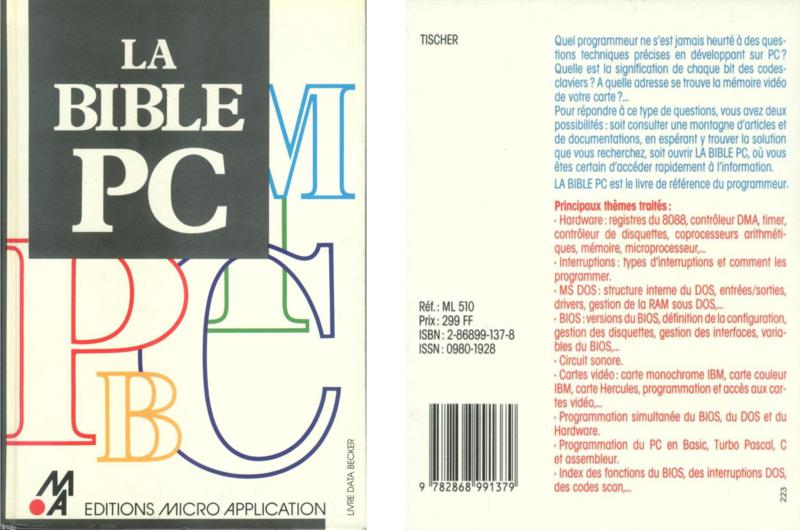 LA
BIBLE
PC
M
I
P
C
B
MA
EDITIONS MICRO APPLICATION
LIVRE DATA BECKER
TISCHER
Quel programmeur ne s'est jamais heurté à des ques-
tions techniques précises en développant sur PC?
Quelle est la signification de chaque bit des codes-
claviers? A quelle adresse se trouve la mémoire vidéo
de votre carte?...
Pour répondre à ce type de questions, vous avez deux
possibilités: soit consulter une montagne d'articles et
de documentations, en espérant y trouver la solution
que vous recherchez, soit ouvrir LA BIBLE PC, où vous
êtes certain d'accéder rapidement à l'information.
LA BIBLE PC est le livre de référence du programmeur.
Principaux thèmes traités:
· Hardware: registres du 8088, contrôleur DMA, timer,
contrôleur de disquettes, coprocesseurs arithméti-
ques, mémoire, microprocesseur,...
· Interruptions: types d'interruptions et comment les
programmer.
· MS DOS: structure interne du DOS, entrées/sorties,
drivers, gestion de la RAM sous DOS,...
· BIOS: versions du BIOS, définition de la configuration,
gestion des disquettes, gestion des interfaces, varia-
bles du BIOS,...
· Circuit sonore.
· Cartes vidéo: carte monochrome IBM, carte couleur
IBM, carte Hercules, programmation et accès aux car-
tes vidéo,...
· Programmation simultanée du BIOS, du DOS et du
Hardware.
· Programmation du PC en Basic, Turbo Pascal, C
et assembleur.
· Index des fonctions du BIOS, des interruptions DOS,
des codes scan,...
Réf.: ML 510
Prix: 299 FF
ISBN: 2-86899-137-8
ISSN: 0980-1928
9 782868 991379
223